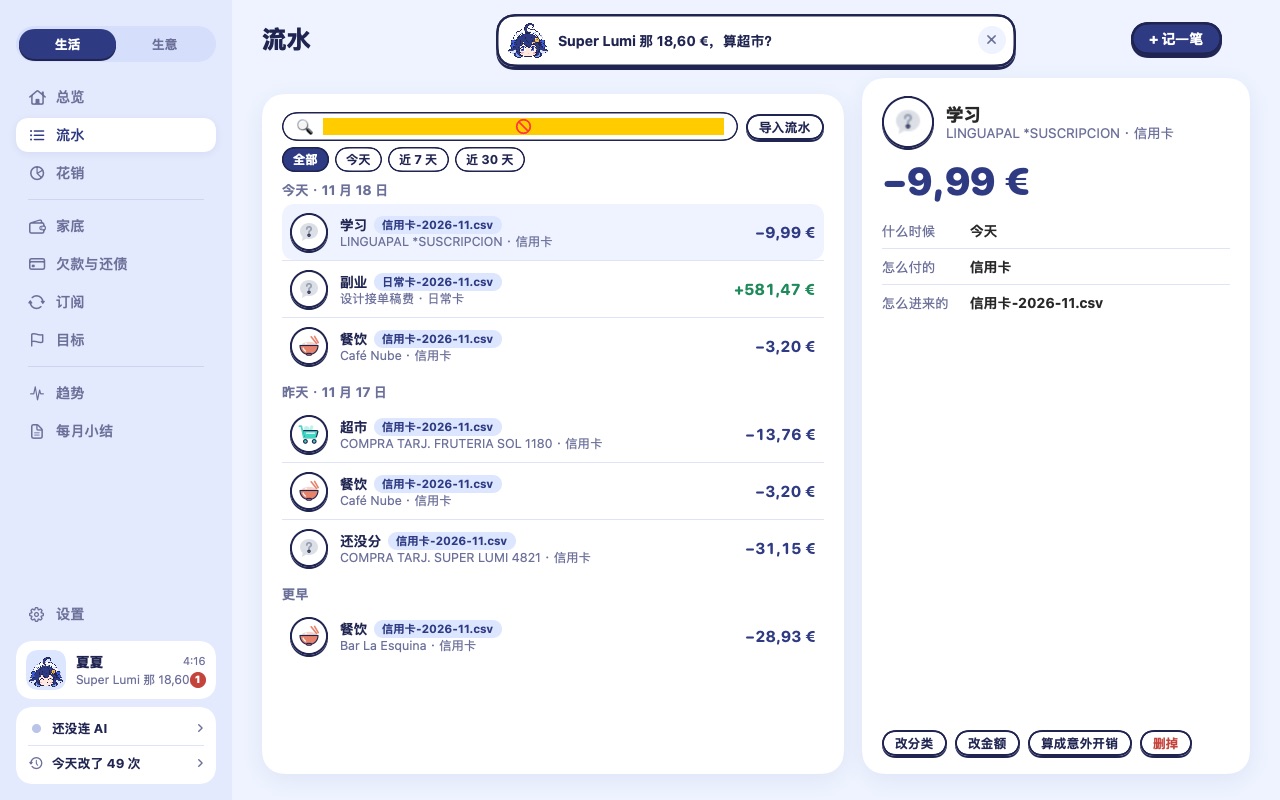 生活
生意
总览
流水
花销
家底
欠款与还债
订阅
目标
趋势
每月小结
设置
夏夏
4:16
Super Lumi 那 18,60
1
还没连 AI
今天改了 49 次
流水
Super Lumi 那 18,60 €，算超市?
+ 记一笔
导入流水
全部
今天
近 7 天
近 30 天
今天 · 11 月 18 日
学习 信用卡-2026-11.csv
LINGUAPAL *SUSCRIPCION · 信用卡
−9,99 €
副业 日常卡-2026-11.csv
设计接单稿费 · 日常卡
+581,47 €
餐饮 信用卡-2026-11.csv
Café Nube · 信用卡
−3,20 €
昨天 · 11 月 17 日
超市 信用卡-2026-11.csv
COMPRA TARJ. FRUTERIA SOL 1180 · 信用卡
−13,76 €
餐饮 信用卡-2026-11.csv
Café Nube · 信用卡
−3,20 €
还没分 信用卡-2026-11.csv
COMPRA TARJ. SUPER LUMI 4821 · 信用卡
−31,15 €
更早
餐饮 信用卡-2026-11.csv
Bar La Esquina · 信用卡
−28,93 €
学习
LINGUAPAL *SUSCRIPCION · 信用卡
−9,99 €
什么时候 今天
怎么付的 信用卡
怎么进来的 信用卡-2026-11.csv
改分类
改金额
算成意外开销
删掉